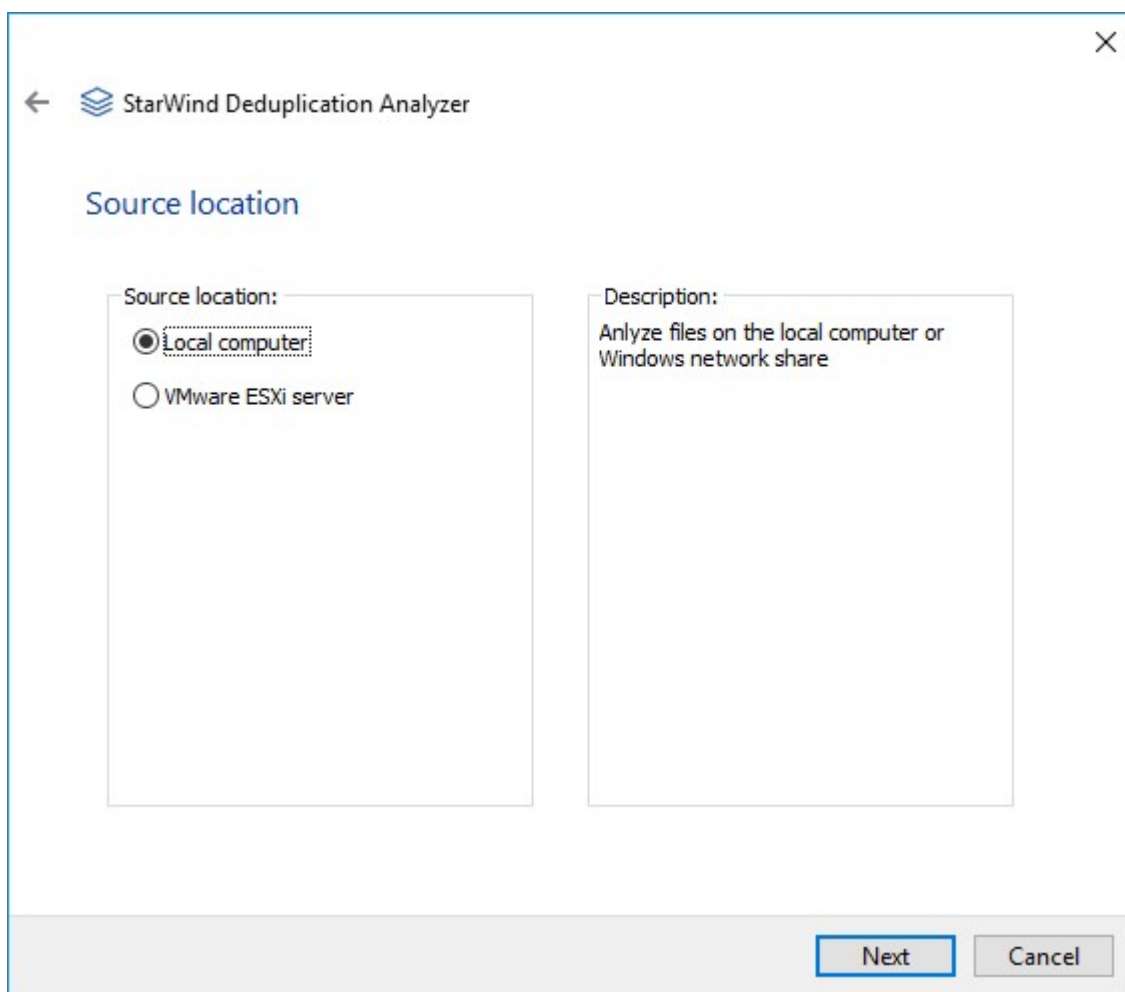 StarWind Deduplication Analyzer
Source location
Source location:
Local computer
VMware ESXi server
Description:
Anlyze files on the local computer or
Windows network share
Next
Cancel